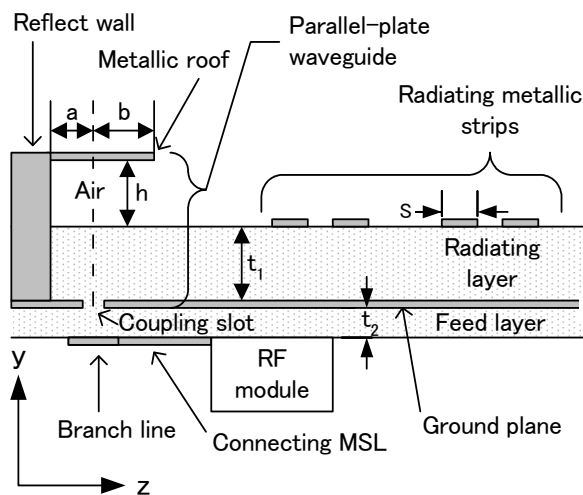 Reflect wall
Parallel-plate
waveguide
Metallic roof
a
b
Radiating metallic
strips
Air
h
s
t1
Radiating
layer
Coupling slot
t2
Feed layer
y
RF
module
Branch line
Connecting MSL
Ground plane
z